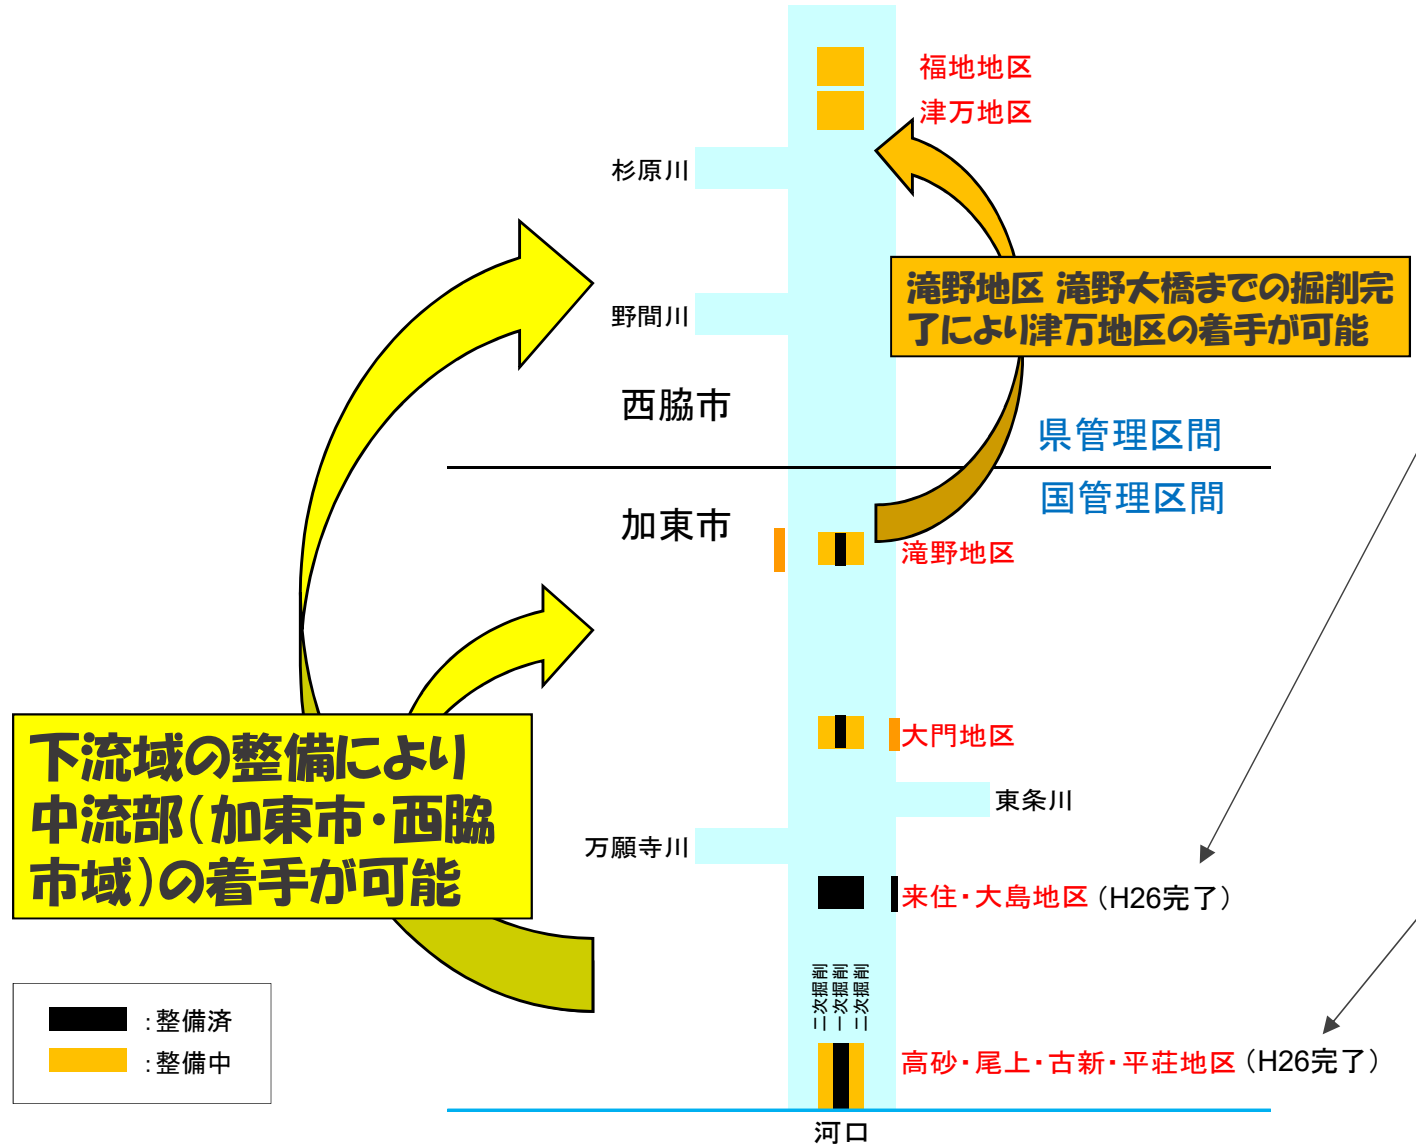 福地地区
津万地区
杉原川
滝野地区 滝野大橋までの掘削完
了により津万地区の着手が可能
野間川
西脇市
県管理区間
国管理区間
加東市
滝野地区
下流域の整備により
中流部(加東市・西脇
市域)の着手が可能
大門地区
東条川
万願寺川
来住・大島地区(H26完了)
二次掘削
一次掘削
二次掘削
:整備済
:整備中
高砂・尾上・古新・平荘地区(H26完了)
河口